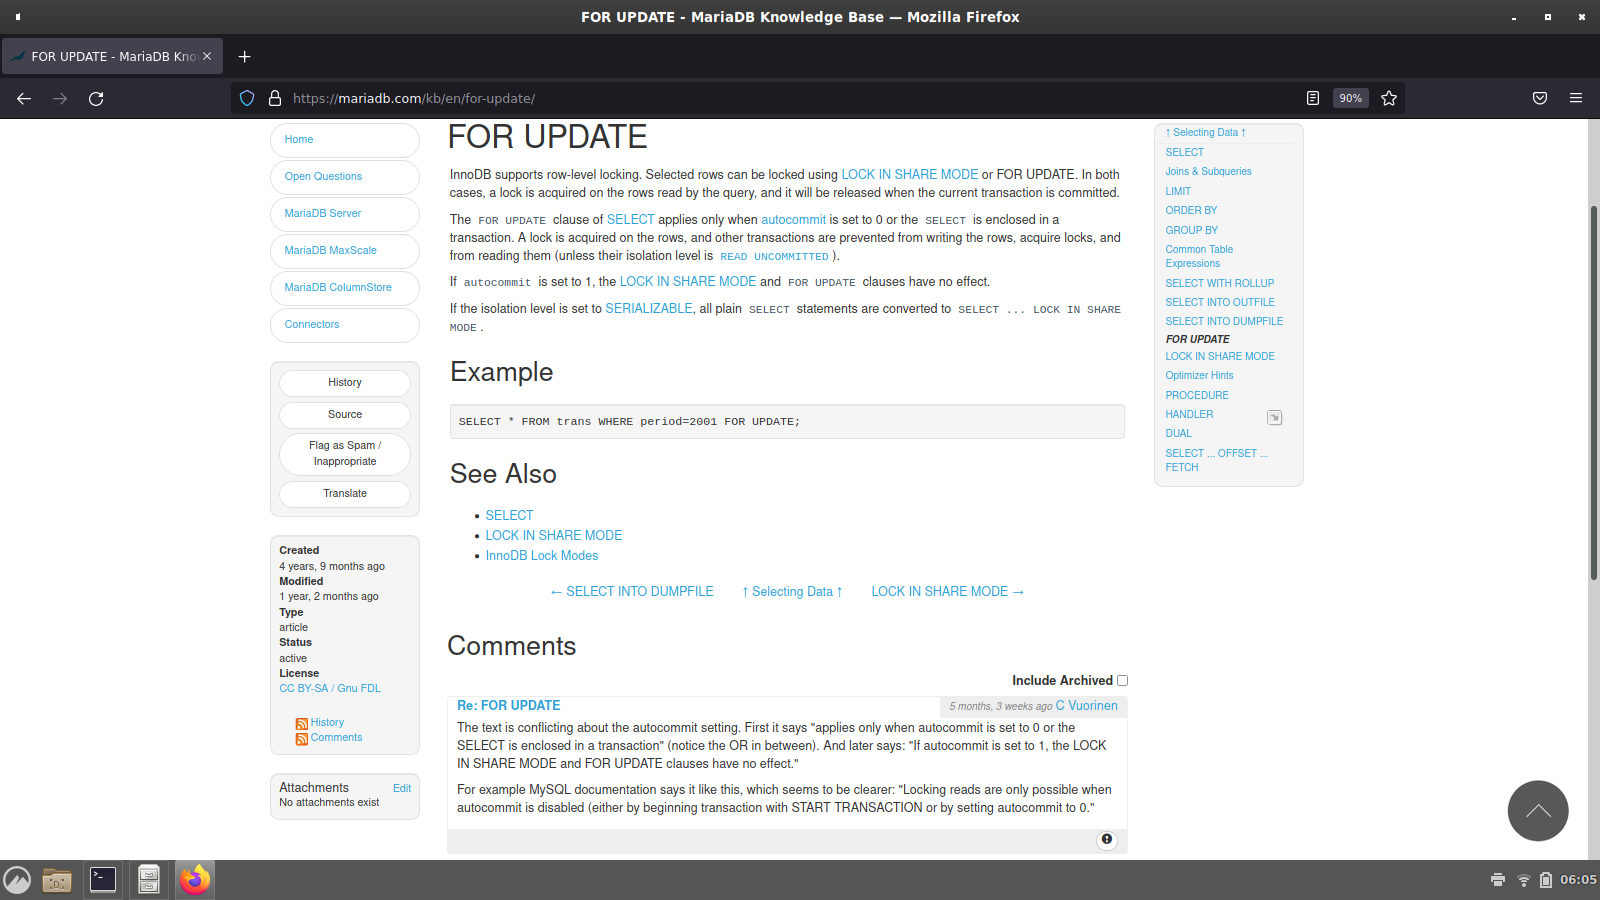 FOR UPDATE - MariaDB Knowledge Base — Mozilla Firefox
FOR UPDATE - MariaDB Kno
https://mariadb.com/kb/en/for-update/
90%
Home
Open Questions
MariaDB Server
MariaDB MaxScale
MariaDB ColumnStore
Connectors
History
Source
Flag as Spam /
Inappropriate
Translate
Created
4 years, 9 months ago
Modified
1 year, 2 months ago
Type
article
Status
active
License
CC BY-SA / Gnu FDL
History
Comments
Attachments Edit
No attachments exist
FOR UPDATE
InnoDB supports row-level locking. Selected rows can be locked using LOCK IN SHARE MODE or FOR UPDATE. In both
cases, a lock is acquired on the rows read by the query, and it will be released when the current transaction is committed.
The FOR UPDATE clause of SELECT applies only when autocommit is set to 0 or the SELECT is enclosed in a
transaction. A lock is acquired on the rows, and other transactions are prevented from writing the rows, acquire locks, and
from reading them (unless their isolation level is READ UNCOMMITTED ).
If autocommit is set to 1, the LOCK IN SHARE MODE and FOR UPDATE clauses have no effect.
If the isolation level is set to SERIALIZABLE, all plain SELECT statements are converted to SELECT ... LOCK IN SHARE
MODE .
Example
SELECT * FROM trans WHERE period=2001 FOR UPDATE;
See Also
• SELECT
• LOCK IN SHARE MODE
• InnoDB Lock Modes
← SELECT INTO DUMPFILE ↑ Selecting Data ↑ LOCK IN SHARE MODE →
Comments
Include Archived
Re: FOR UPDATE 5 months, 3 weeks ago C Vuorinen
The text is conflicting about the autocommit setting. First it says "applies only when autocommit is set to 0 or the
SELECT is enclosed in a transaction" (notice the OR in between). And later says: "If autocommit is set to 1, the LOCK
IN SHARE MODE and FOR UPDATE clauses have no effect."
For example MySQL documentation says it like this, which seems to be clearer: "Locking reads are only possible when
autocommit is disabled (either by beginning transaction with START TRANSACTION or by setting autocommit to 0."
↑ Selecting Data ↑
SELECT
Joins & Subqueries
LIMIT
ORDER BY
GROUP BY
Common Table
Expressions
SELECT WITH ROLLUP
SELECT INTO OUTFILE
SELECT INTO DUMPFILE
FOR UPDATE
LOCK IN SHARE MODE
Optimizer Hints
PROCEDURE
HANDLER
DUAL
SELECT ... OFFSET ...
FETCH
06:05